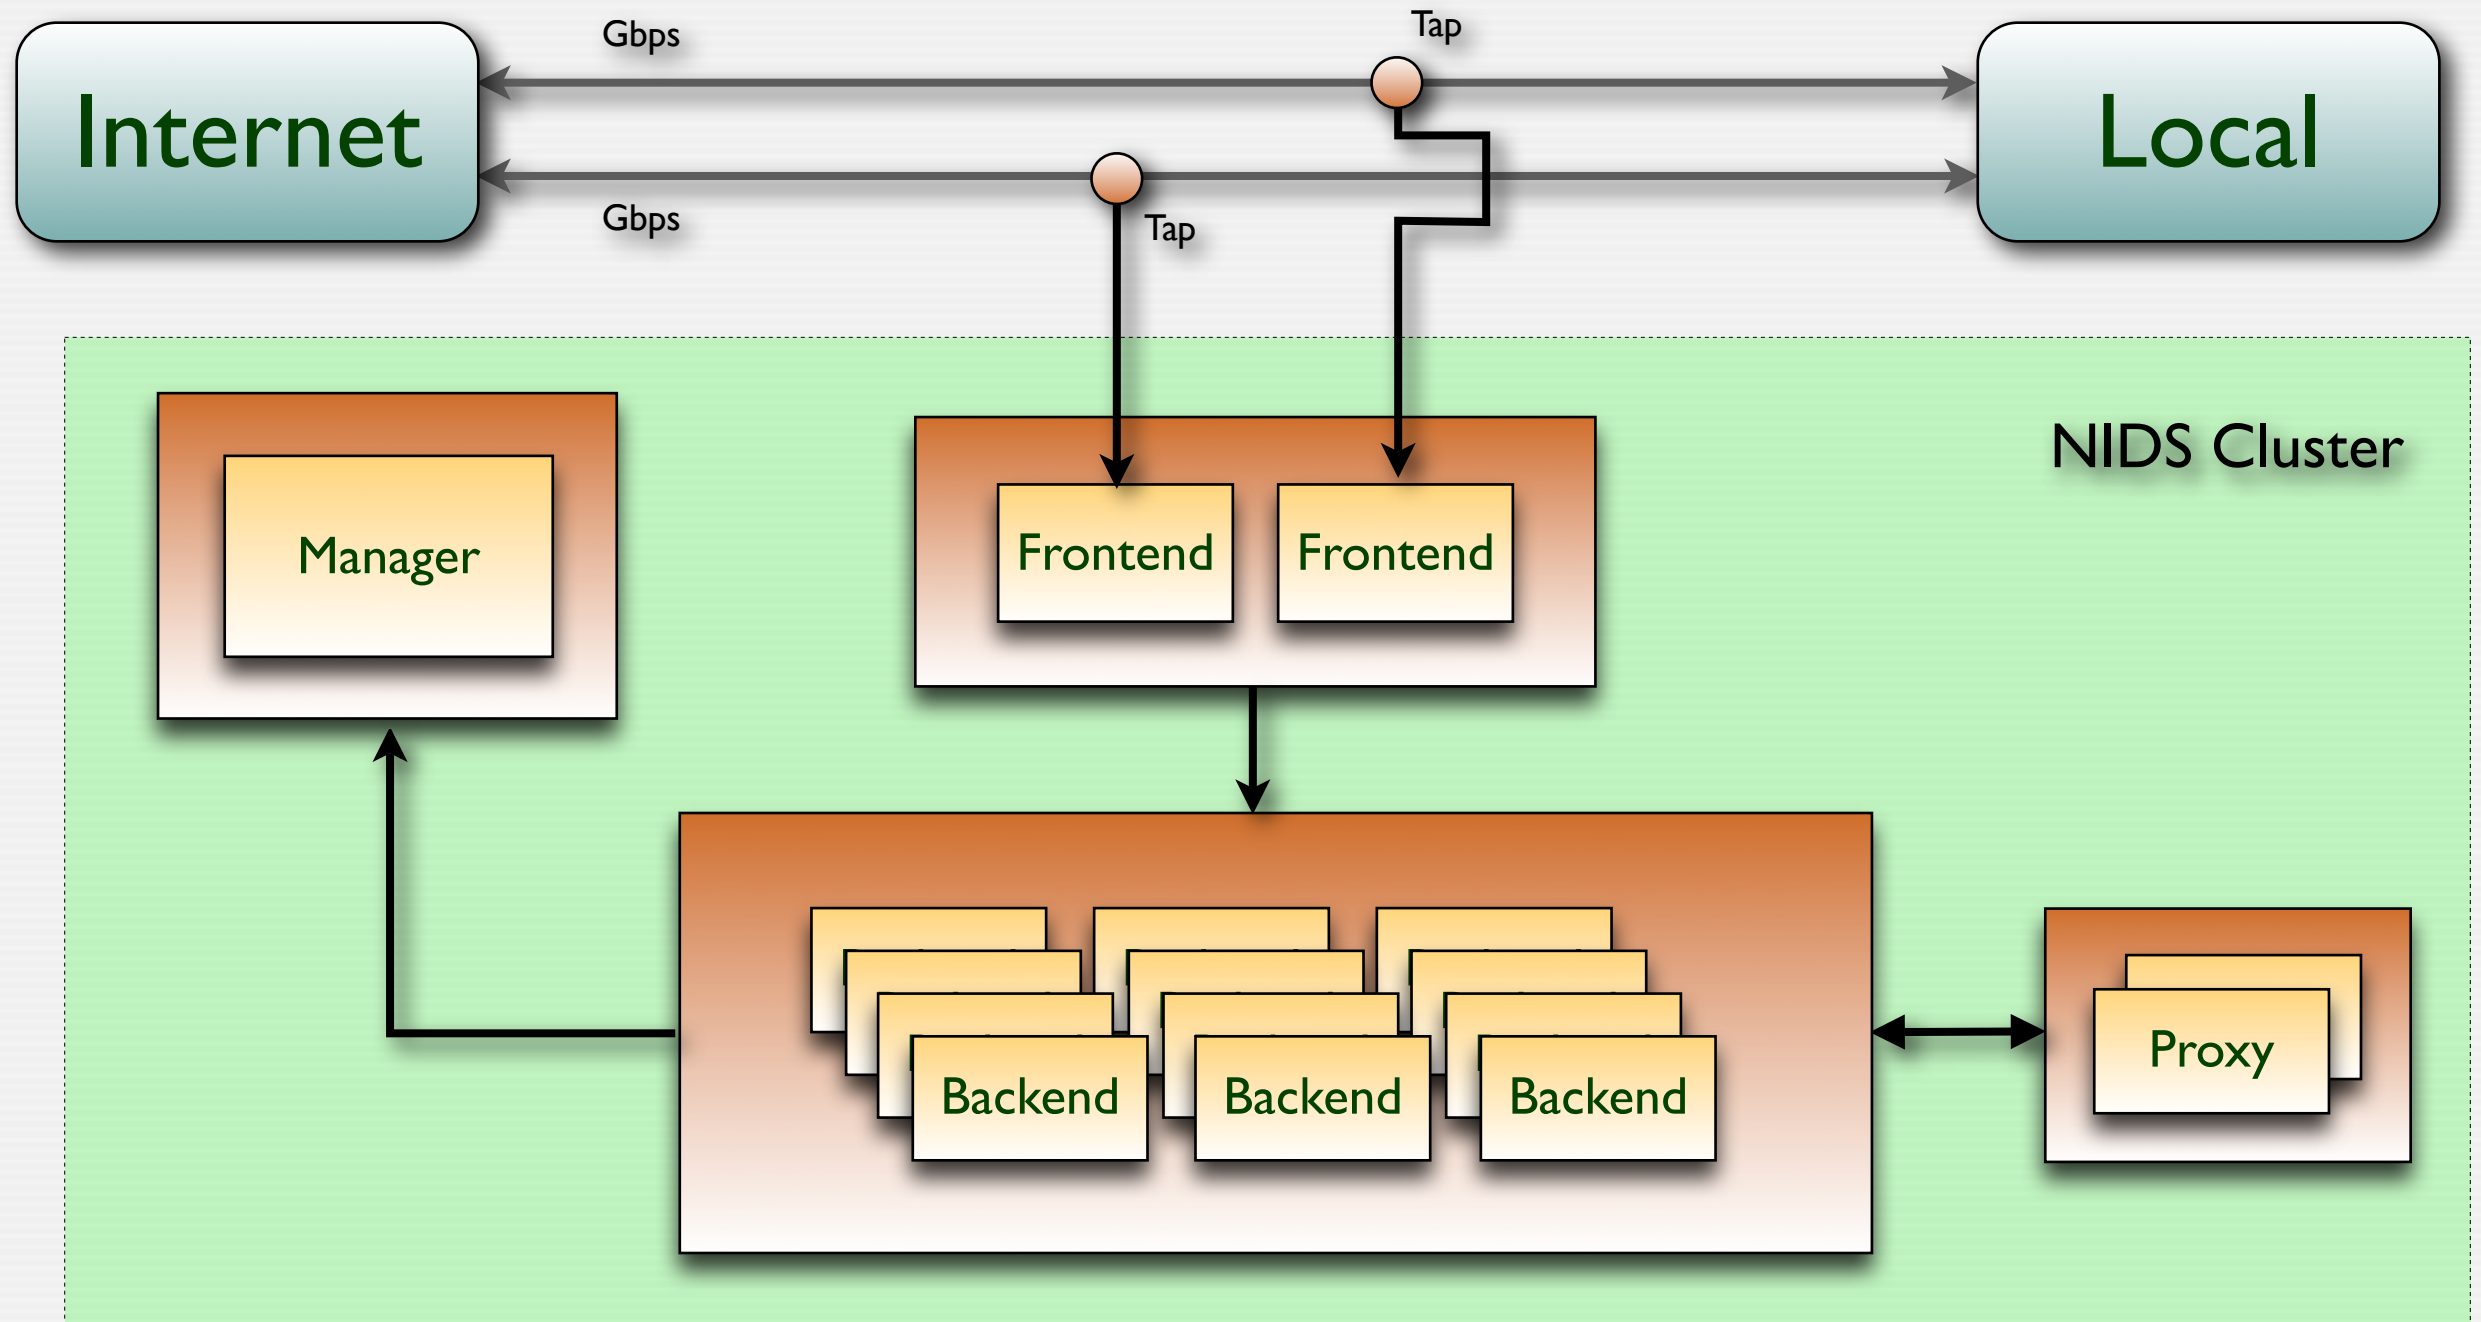 Gbps
Tap
Internet
Local
Gbps
Tap
NIDS Cluster
Manager
Frontend
Frontend
Backend
Backend
Backend
Proxy